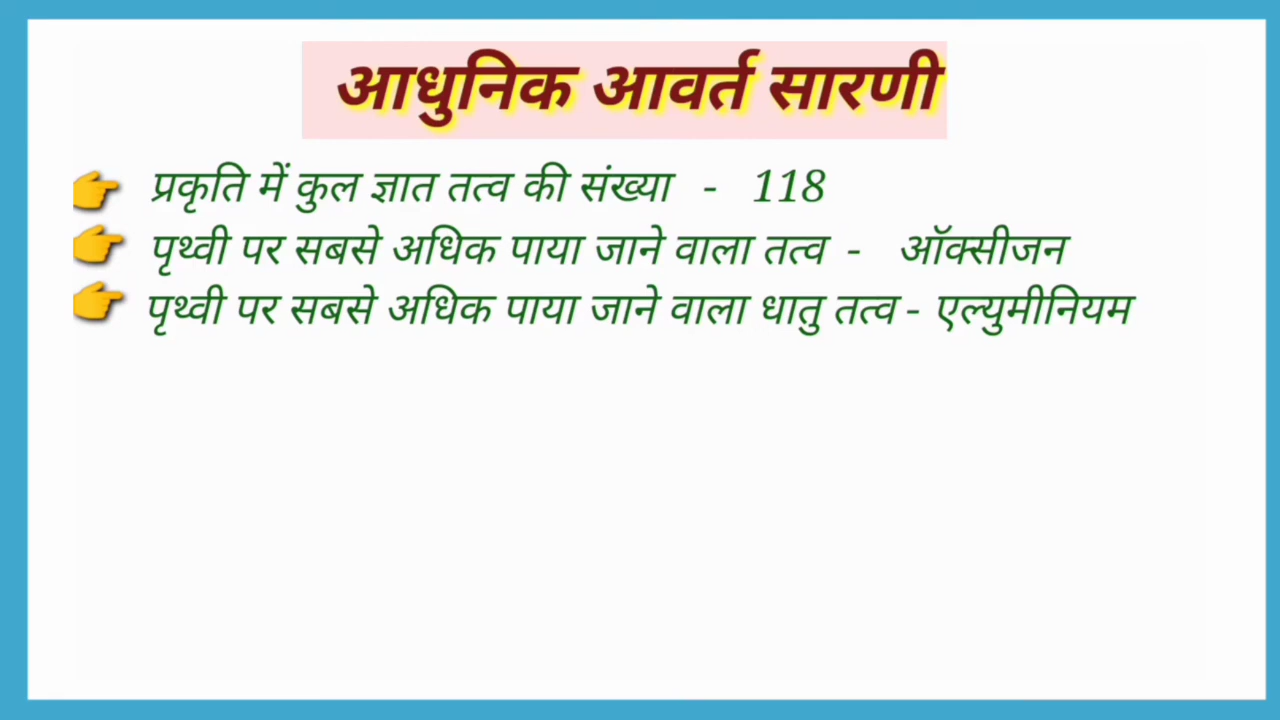 आधुनिक आवर्त सारणी
प्रकृति में कुल ज्ञात तत्व की संख्या - 118
पृथ्वी पर सबसे अधिक पाया जाने वाला तत्व - ऑक्सीजन
पृथ्वी पर सबसे अधिक पाया जाने वाला धातु तत्व - एल्युमीनियम